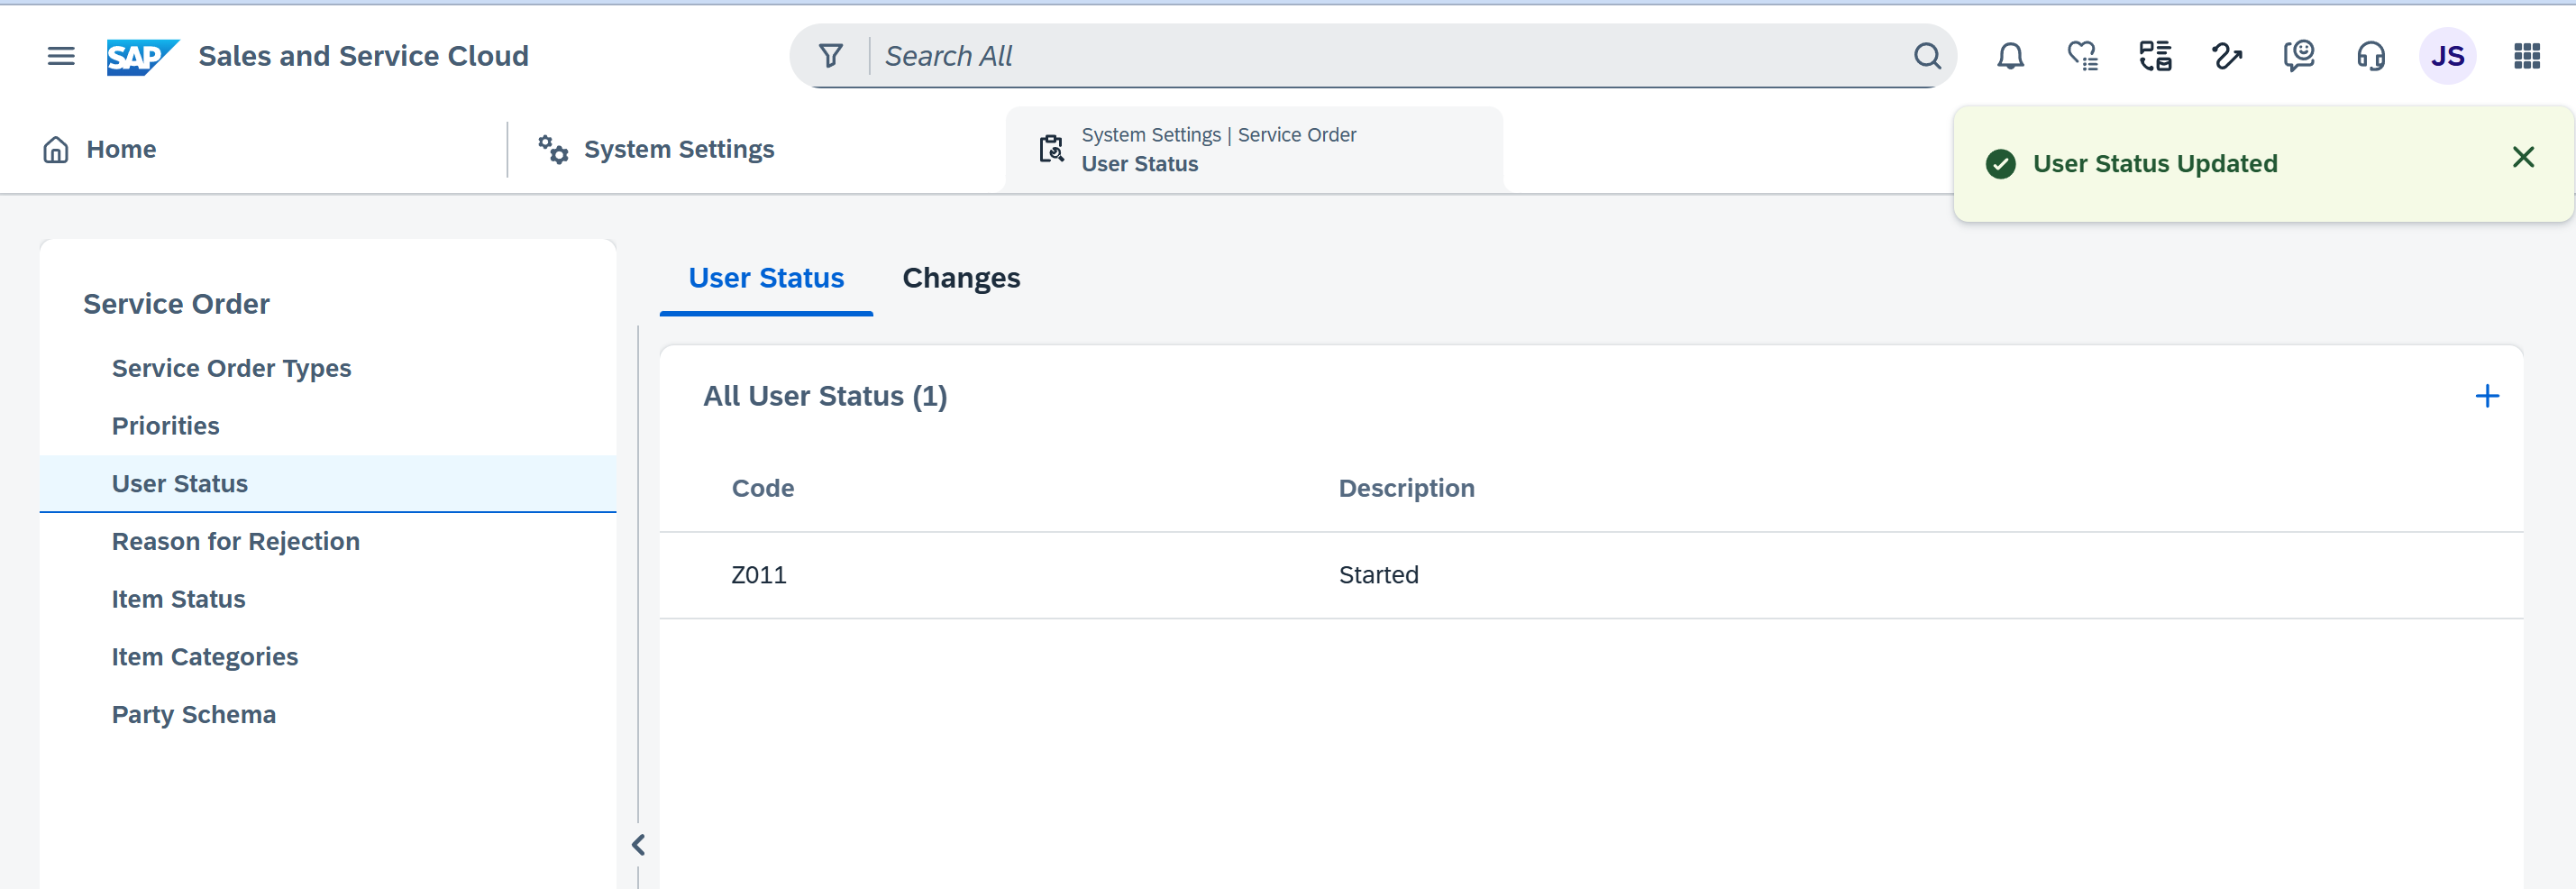 SAP Sales and Service Cloud
Search All
JS
Home
System Settings
System Settings | Service Order
User Status
User Status Updated
Service Order
Service Order Types
Priorities
User Status
Reason for Rejection
Item Status
Item Categories
Party Schema
User Status
Changes
All User Status (1)
Code Description
Z011 Started